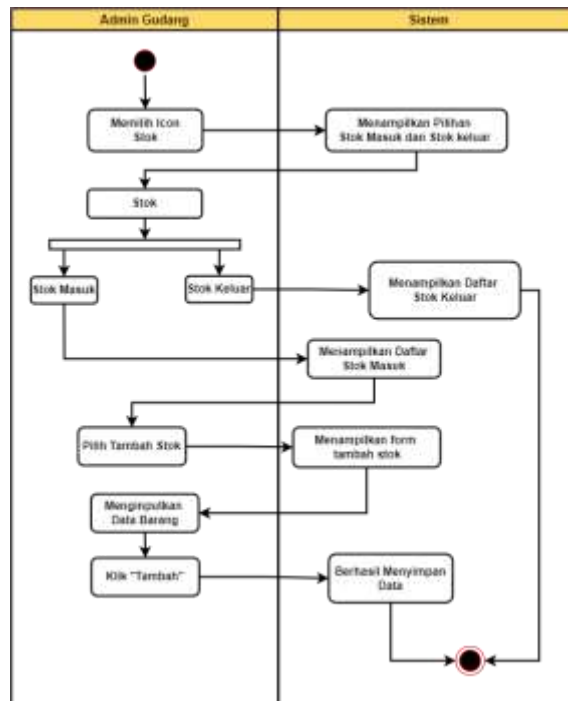 Admin Gudang
Sistem
Memilih Icon
Stok
Menampilkan Pilihan
Stok Masuk dan Stok keluar
Stok
Stok Masuk
Stok Keluar
Menampilkan Daftar
Stok Keluar
Menampilkan Daftar
Stok Masuk
Pilih Tambah Stok
Menampilkan form
tambah stok
Menginputkan
Data Barang
Klik "Tambah"
Berhasil Menyimpan
Data